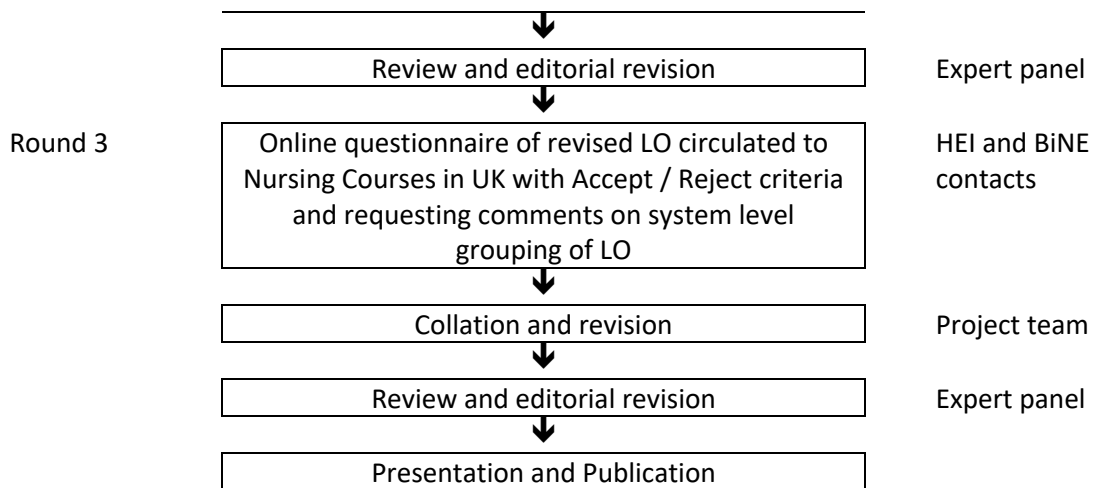 Review and editorial revision
Expert panel
Round 3
Online questionnaire of revised LO circulated to
Nursing Courses in UK with Accept / Reject criteria
and requesting comments on system level
grouping of LO
HEI and BiNE
contacts
Collation and revision
Project team
Review and editorial revision
Expert panel
Presentation and Publication